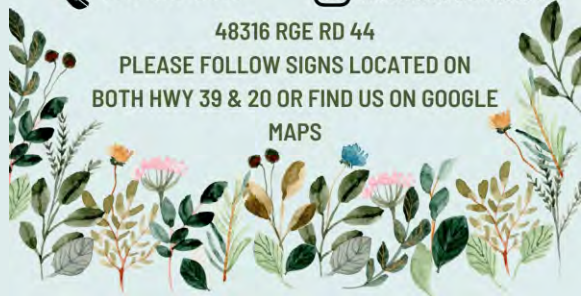 48316 RGE RD 44
PLEASE FOLLOW SIGNS LOCATED ON
BOTH HWY 39 & 20 OR FIND US ON GOOGLE
MAPS